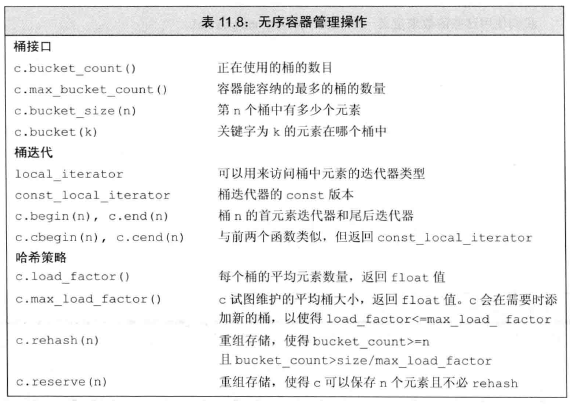 表 11.8：无序容器管理操作
桶接口
c.bucket_count() 正在使用的桶的数目
c.max_bucket_count() 容器能容纳的最多的桶的数量
c.bucket_size(n) 第 n 个桶中有多少个元素
c.bucket(k) 关键字为 k 的元素在哪个桶中
桶迭代
local_iterator 可以用来访问桶中元素的迭代器类型
const_local_iterator 桶迭代器的 const 版本
c.begin(n), c.end(n) 桶 n 的首元素迭代器和尾后迭代器
c.cbegin(n), c.cend(n) 与前两个函数类似，但返回 const_local_iterator
哈希策略
c.load_factor() 每个桶的平均元素数量，返回 float 值
c.max_load_factor() c 试图维护的平均桶大小，返回 float 值。c 会在需要时添
加新的桶，以使得 load_factor<=max_load_ factor
c.rehash(n) 重组存储，使得 bucket_count>=n
且 bucket_count>size/max_load_factor
c.reserve(n) 重组存储，使得 c 可以保存 n 个元素且不必 rehash